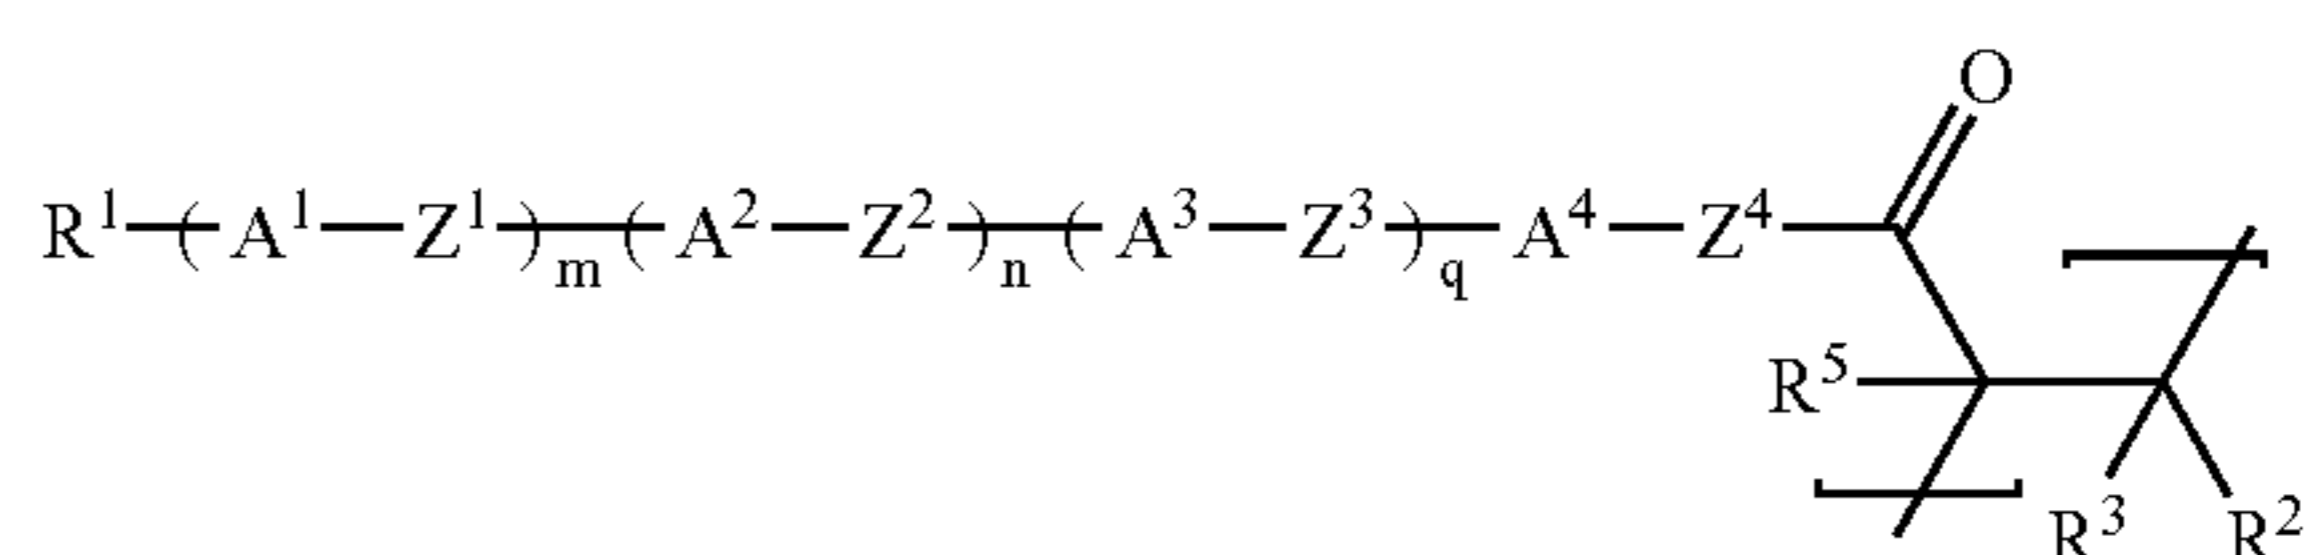 O
R¹-(A¹-Z¹)m-(A²-Z²)n-(A³-Z³)q-A⁴-Z⁴
R⁵
R³ R²